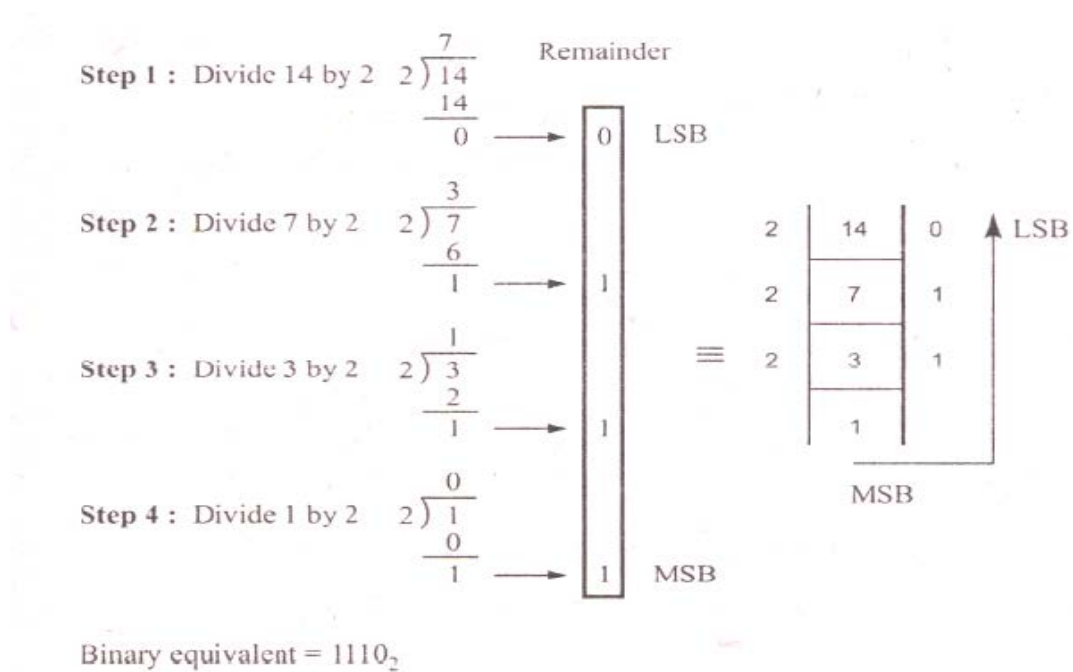 7
Remainder
Step 1 : Divide 14 by 2 2)14
14
0 → 0 LSB
3
Step 2 : Divide 7 by 2 2)7
6
1 → 1
1
Step 3 : Divide 3 by 2 2)3
2
1 → 1
0
Step 4 : Divide 1 by 2 2)1
0
1 → 1 MSB
≡
2 14 0 LSB
2 7 1
2 3 1
1
MSB
Binary equivalent = 1110₂